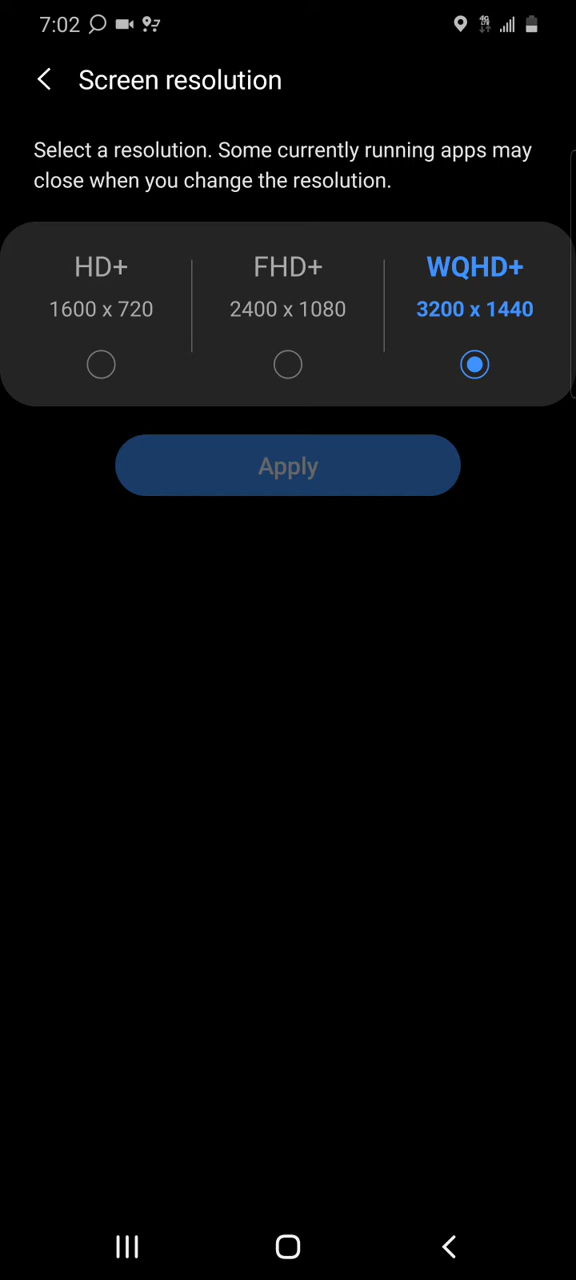 7:02
Screen resolution
Select a resolution. Some currently running apps may
close when you change the resolution.
HD+ FHD+ WQHD+
1600 x 720 2400 x 1080 3200 x 1440
Apply